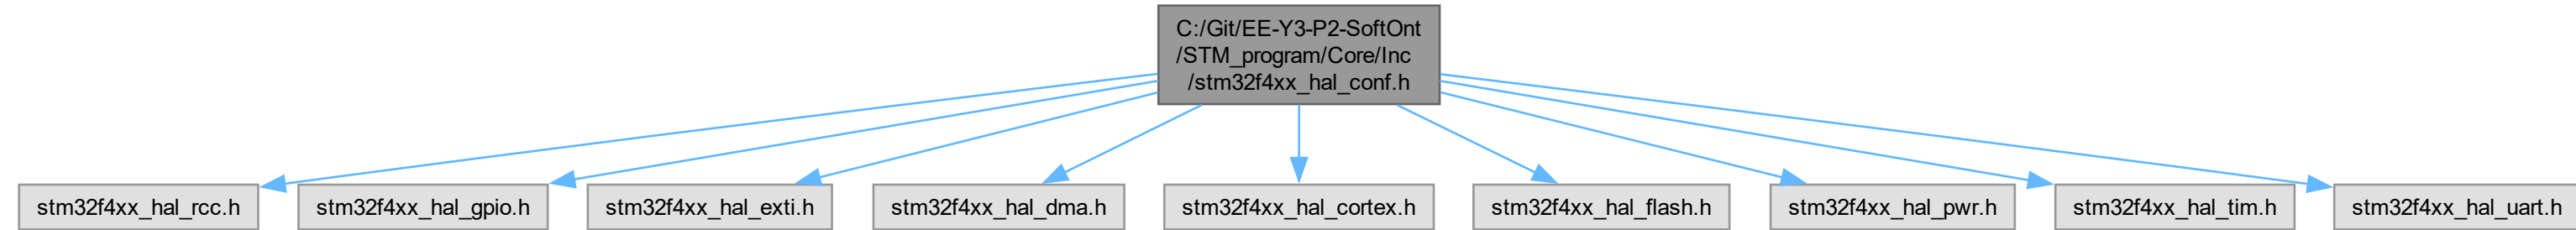 C:/Git/EE-Y3-P2-SoftOnt
/STM_program/Core/Inc
/stm32f4xx_hal_conf.h
stm32f4xx_hal_rcc.h
stm32f4xx_hal_gpio.h
stm32f4xx_hal_exti.h
stm32f4xx_hal_dma.h
stm32f4xx_hal_cortex.h
stm32f4xx_hal_flash.h
stm32f4xx_hal_pwr.h
stm32f4xx_hal_tim.h
stm32f4xx_hal_uart.h